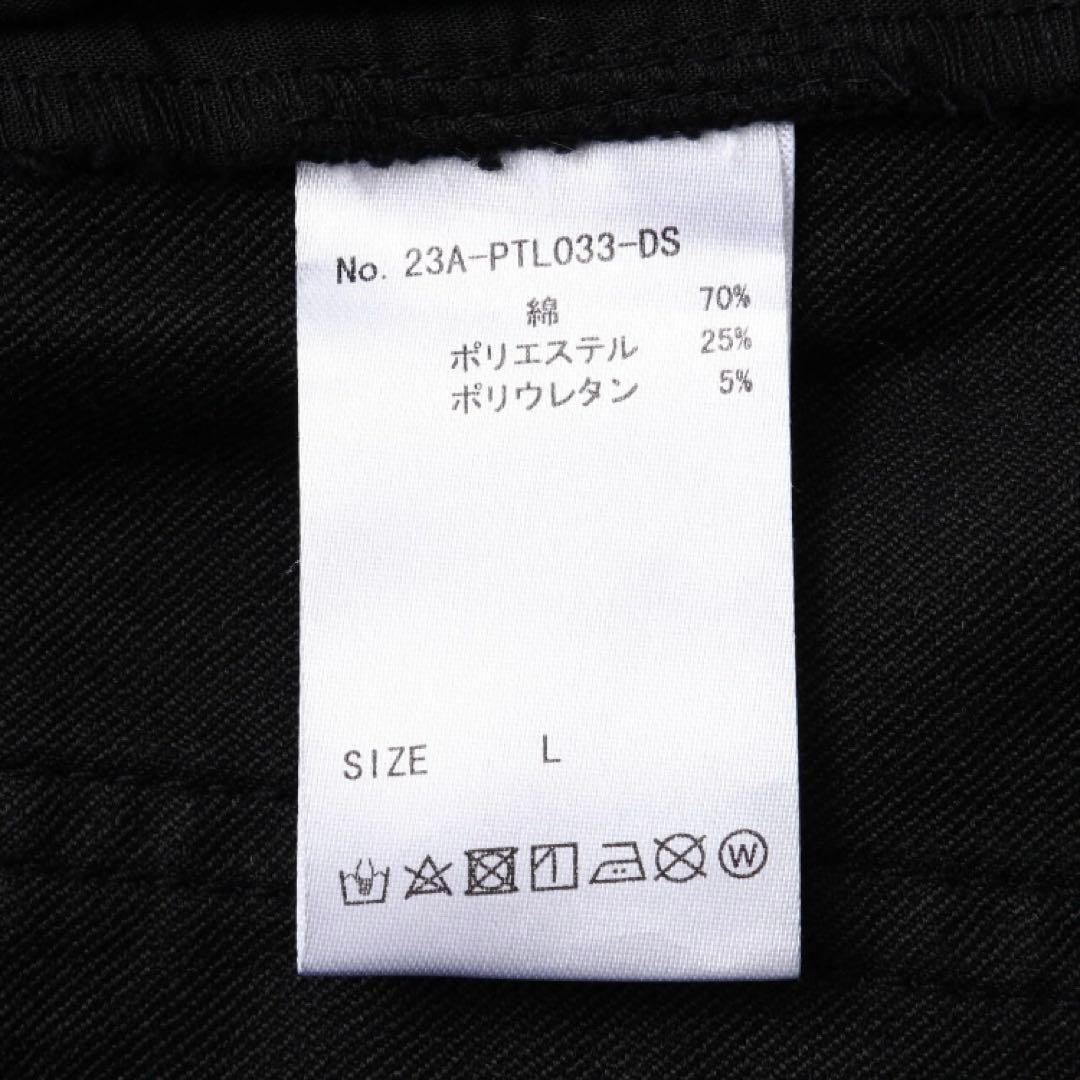 No. 23A-PTL033-DS
綿 70%
ポリエステル 25%
ポリウレタン 5%
SIZE L
W